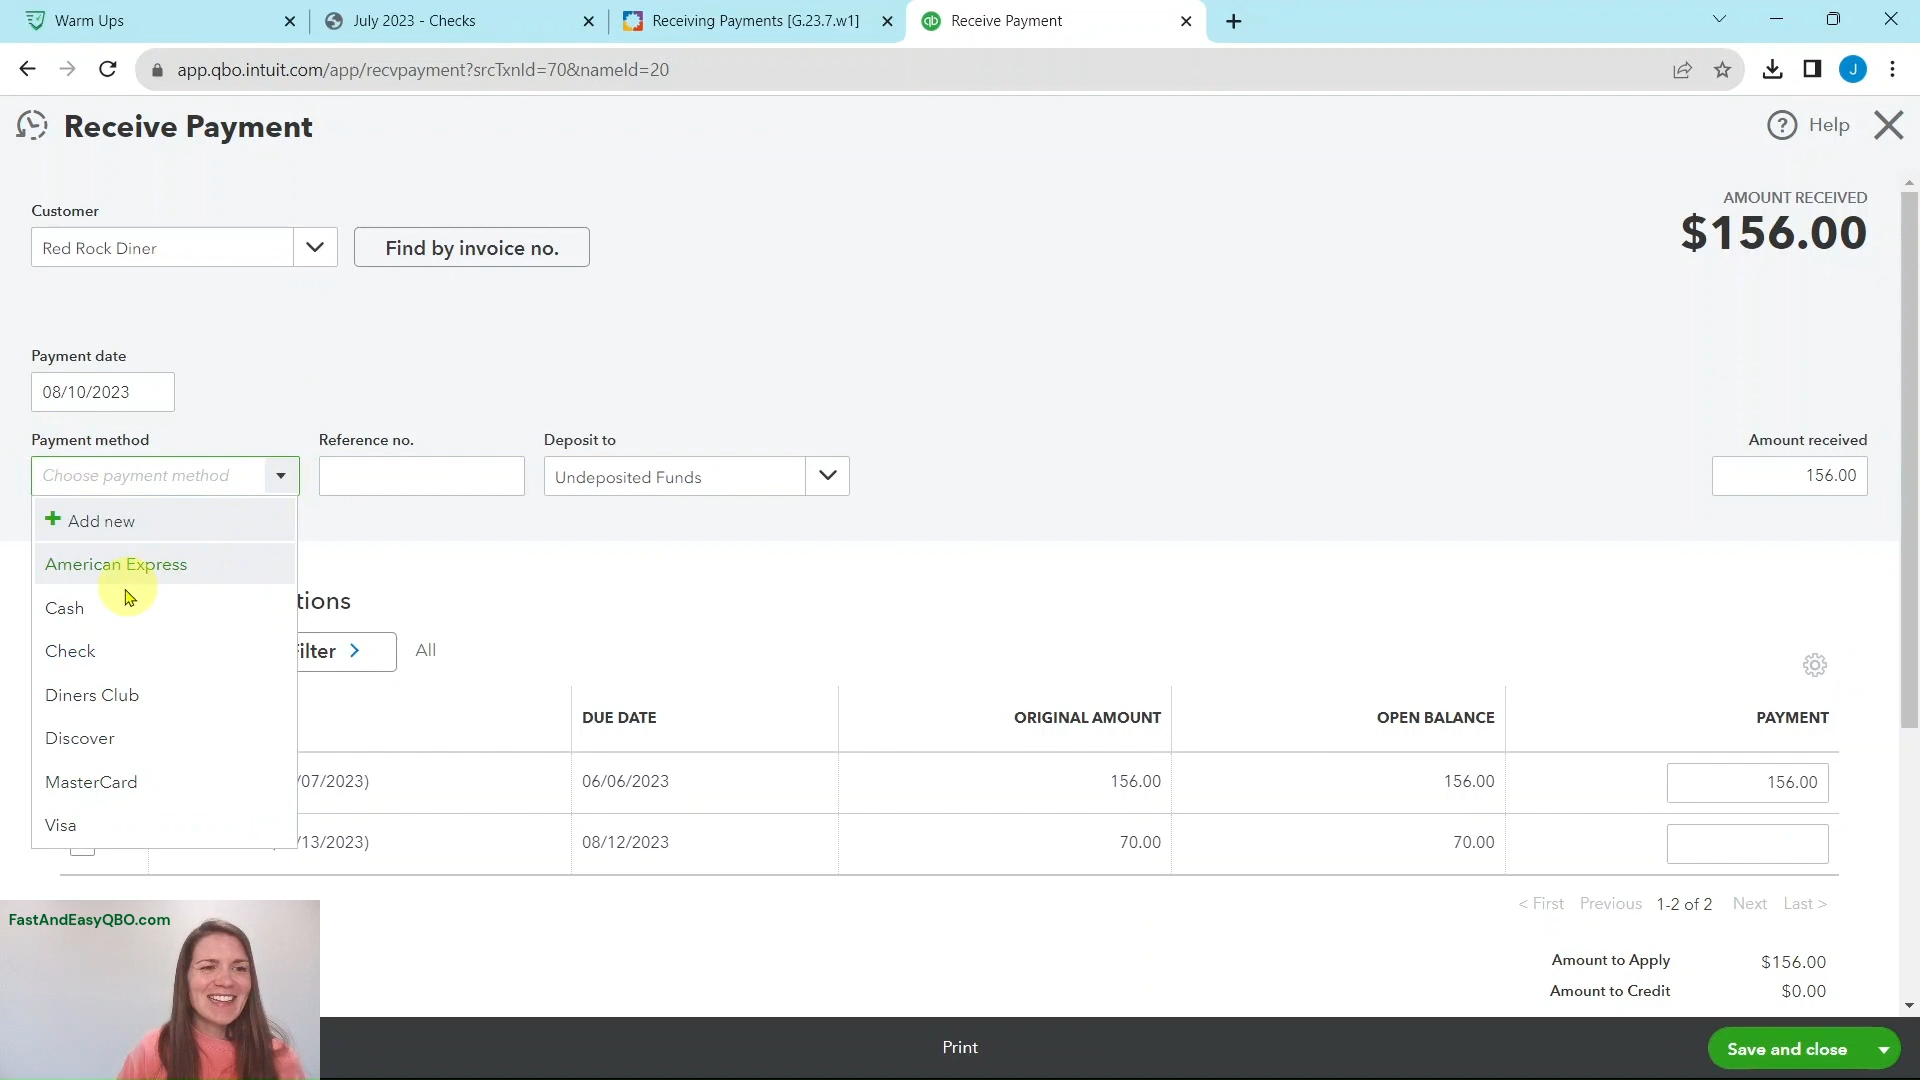 Warm Ups
July 2023 - Checks
Receiving Payments [G.23.7.w1]
Receive Payment
app.qbo.intuit.com/app/recvpayment?srcTxnId=70&nameId=20
J
qb
Receive Payment
? Help
Customer
Red Rock Diner
Find by invoice no.
AMOUNT RECEIVED
$156.00
Payment date
08/10/2023
Payment method
Reference no.
Deposit to
Amount received
Choose payment method
Undeposited Funds
156.00
+ Add new
American Express
Cash
Check
Diners Club
Discover
MasterCard
Visa
tions
ilter >
All
DUE DATE
ORIGINAL AMOUNT
OPEN BALANCE
PAYMENT
/07/2023)
06/06/2023
156.00
156.00
156.00
/13/2023)
08/12/2023
70.00
70.00
< First Previous 1-2 of 2 Next Last >
Amount to Apply $156.00
Amount to Credit $0.00
FastAndEasyQBO.com
Print
Save and close